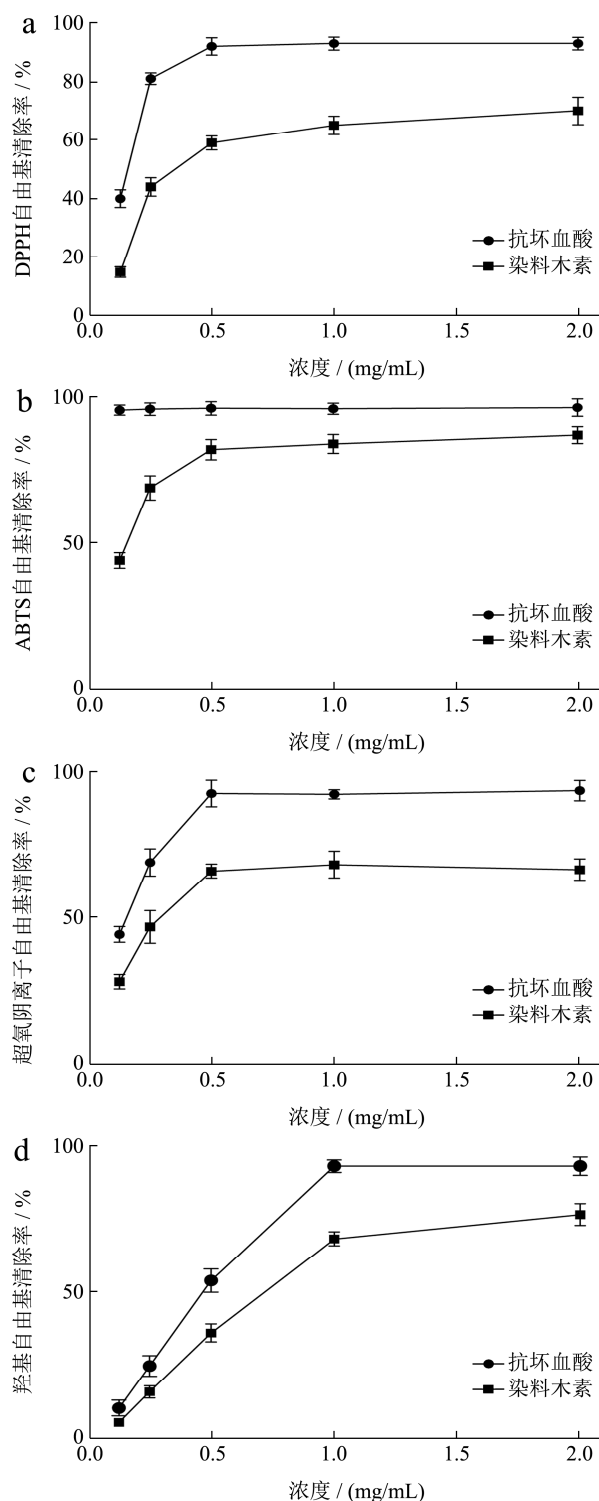 a
100
80
60
40
20
0
DPPH自由基清除率 / %
抗坏血酸
染料木素
0.0 0.5 1.0 1.5 2.0
浓度 / (mg/mL)
b
100
50
0
ABTS自由基清除率 / %
抗坏血酸
染料木素
0.0 0.5 1.0 1.5 2.0
浓度 / (mg/mL)
c
100
50
0
超氧阴离子自由基清除率 / %
抗坏血酸
染料木素
0.0 0.5 1.0 1.5 2.0
浓度 / (mg/mL)
d
100
50
0
羟基自由基清除率 / %
抗坏血酸
染料木素
0.0 0.5 1.0 1.5 2.0
浓度 / (mg/mL)